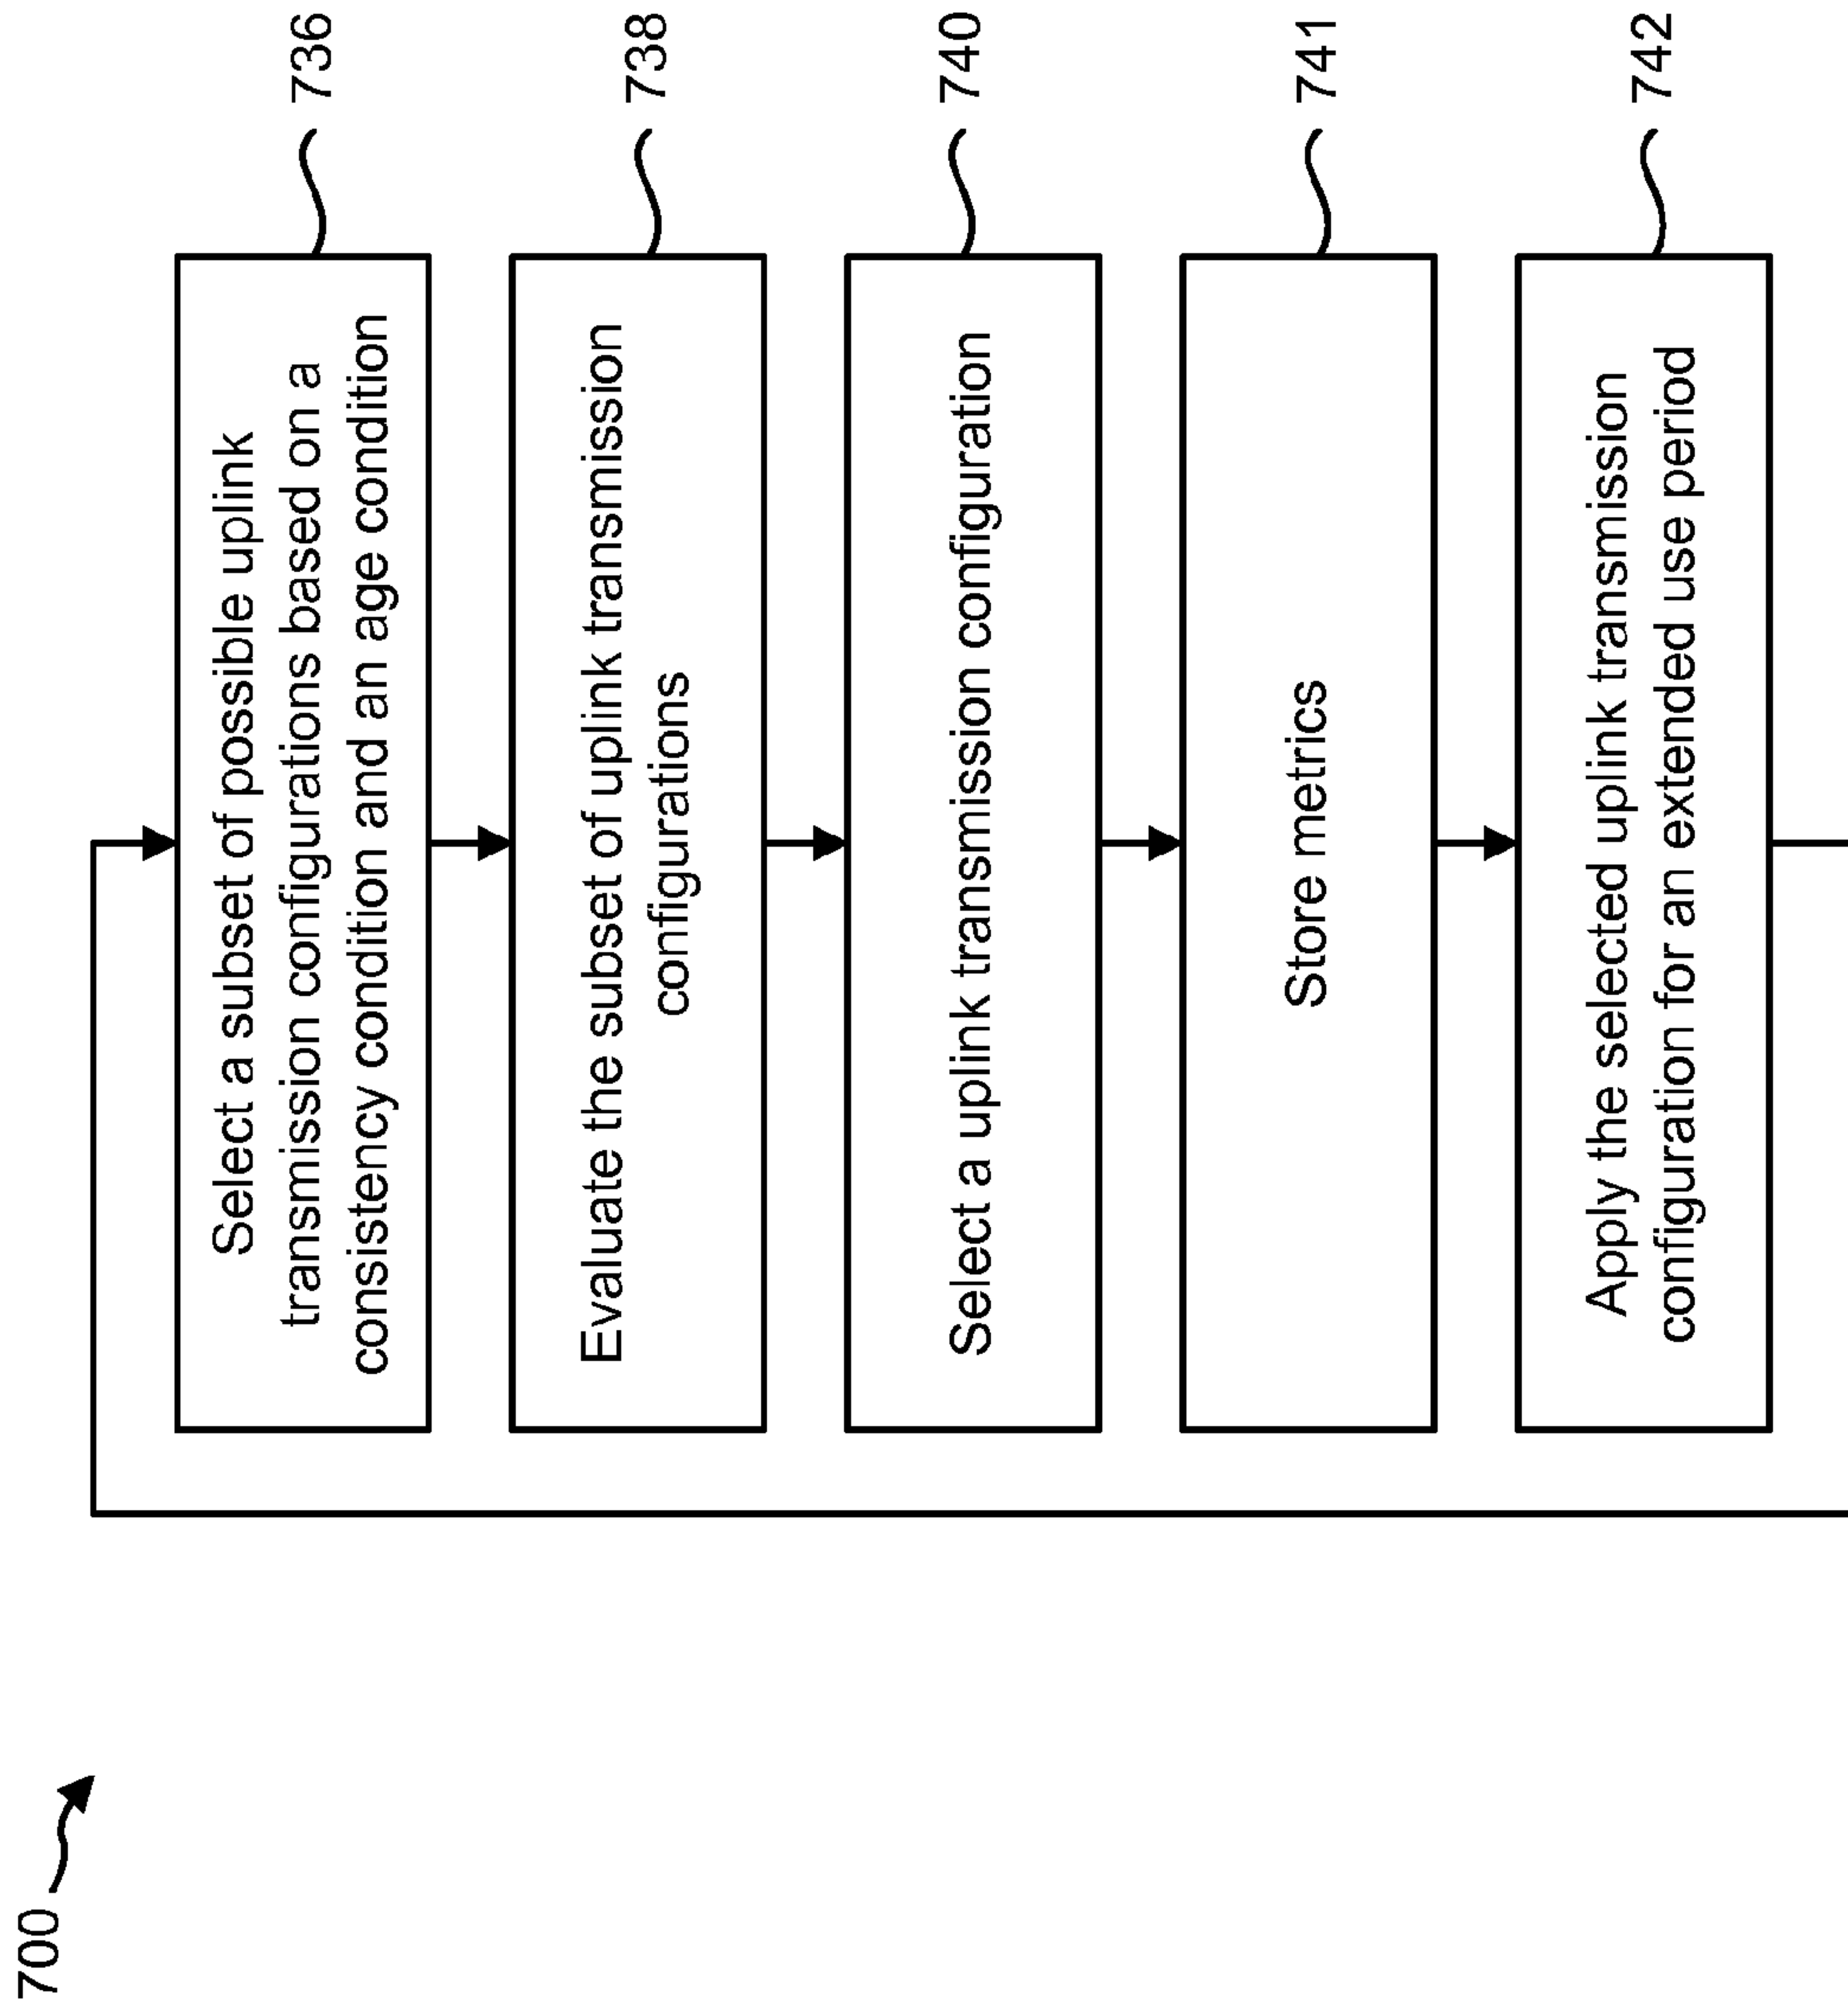 700
Select a subset of possible uplink
transmission configurations based on a
consistency condition and an age condition
736
Evaluate the subset of uplink transmission
configurations
738
Select a uplink transmission configuration
740
Store metrics
741
Apply the selected uplink transmission
configuration for an extended use period
742